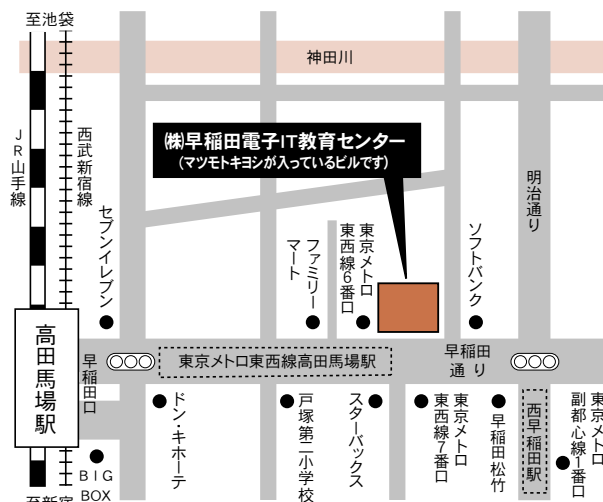 至池袋
神田川
JR山手線
西武新宿線
㈱早稲田電子IT教育センター
(マツモトキヨシが入っているビルです)
明治通り
セブンイレブン
ファミリー
マート
東京メトロ
東西線6番口
ソフトバンク
高田馬場駅
早稲田口
東京メトロ東西線高田馬場駅
早稲田
通り
ドン・キホーテ
戸塚第二小学校
スターバックス
東京メトロ
東西線7番口
早稲田松竹
西早稲田駅
東京メトロ
副都心線1番口
BIG
BOX
至新宿